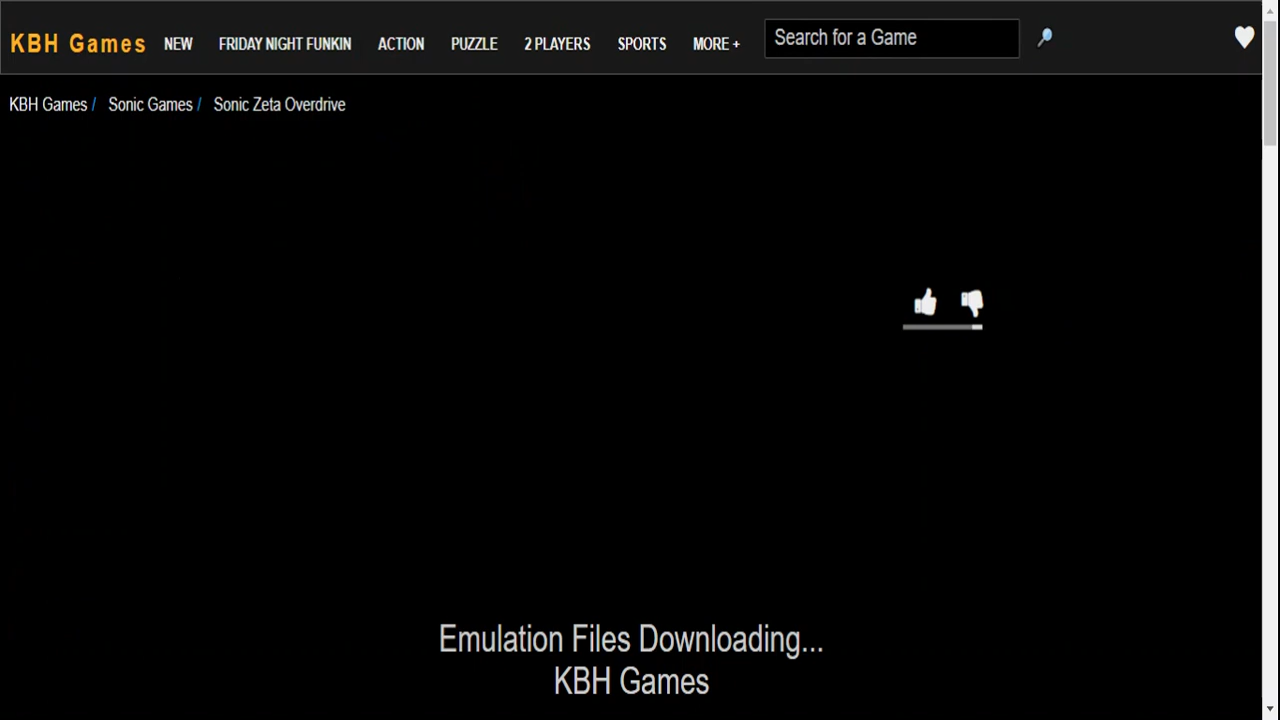 KBH Games NEW FRIDAY NIGHT FUNKIN ACTION PUZZLE 2 PLAYERS SPORTS MORE + Search for a Game
KBH Games / Sonic Games / Sonic Zeta Overdrive
Emulation Files Downloading...
KBH Games